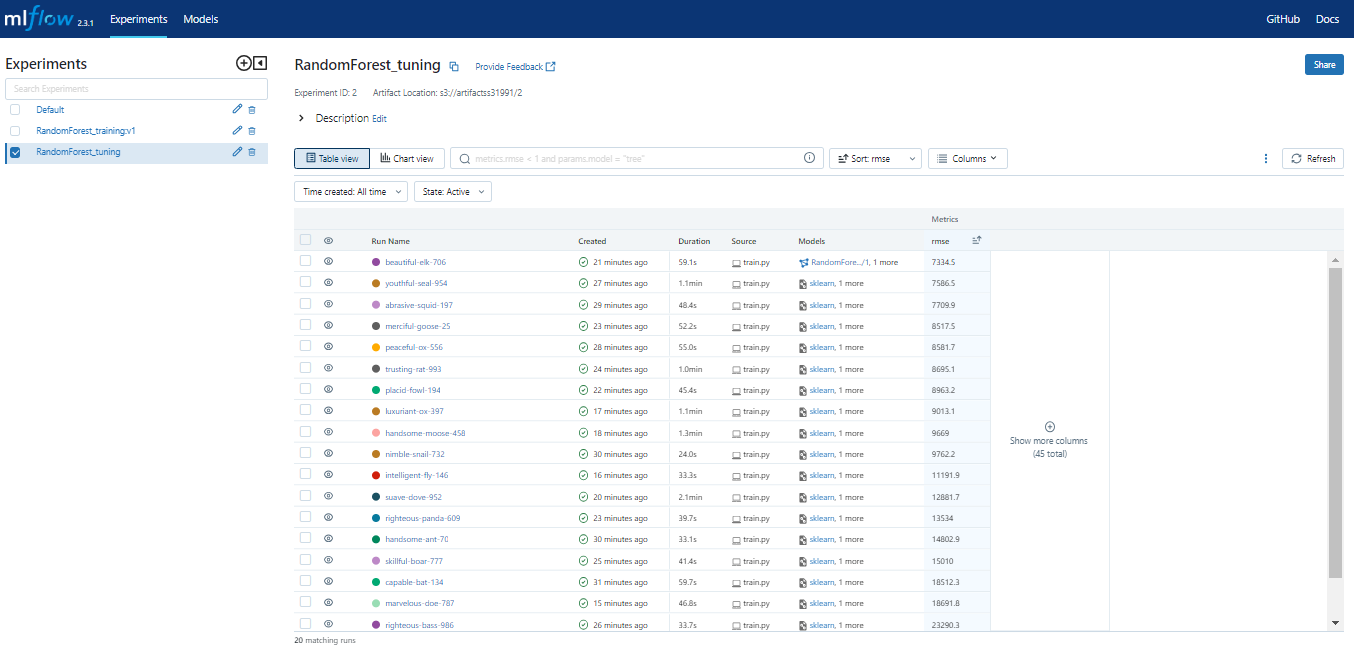 mlflow 2.3.1 Experiments Models GitHub Docs
Experiments
Search Experiments
Default
RandomForest_training:v1
RandomForest_tuning
RandomForest_tuning Provide Feedback Share
Experiment ID: 2 Artifact Location: s3://artifactss31991/2
Description Edit
Table view Chart view metrics.rmse < 1 and params.model = "tree" Sort: rmse Columns Refresh
Time created: All time State: Active
Metrics
Run Name Created Duration Source Models rmse
beautiful-elk-706 21 minutes ago 59.1s train.py RandomFore.../1, 1 more 7334.5
youthful-seal-954 27 minutes ago 1.1min train.py sklearn, 1 more 7586.5
abrasive-squid-197 29 minutes ago 48.4s train.py sklearn, 1 more 7709.9
merciful-goose-25 23 minutes ago 52.2s train.py sklearn, 1 more 8517.5
peaceful-ox-556 28 minutes ago 55.0s train.py sklearn, 1 more 8581.7
trusting-rat-993 24 minutes ago 1.0min train.py sklearn, 1 more 8695.1
placid-fowl-194 22 minutes ago 45.4s train.py sklearn, 1 more 8963.2
luxuriant-ox-397 17 minutes ago 1.1min train.py sklearn, 1 more 9013.1
handsome-moose-458 18 minutes ago 1.3min train.py sklearn, 1 more 9669
nimble-snail-732 30 minutes ago 24.0s train.py sklearn, 1 more 9762.2
intelligent-fly-146 16 minutes ago 33.3s train.py sklearn, 1 more 11191.9
suave-dove-952 20 minutes ago 2.1min train.py sklearn, 1 more 12881.7
righteous-panda-609 23 minutes ago 39.7s train.py sklearn, 1 more 13534
handsome-ant-70 30 minutes ago 33.1s train.py sklearn, 1 more 14802.9
skillful-boar-777 25 minutes ago 41.4s train.py sklearn, 1 more 15010
capable-bat-134 31 minutes ago 59.7s train.py sklearn, 1 more 18512.3
marvelous-doe-787 15 minutes ago 46.8s train.py sklearn, 1 more 18691.8
righteous-bass-986 26 minutes ago 33.7s train.py sklearn, 1 more 23290.3
Show more columns
(45 total)
20 matching runs